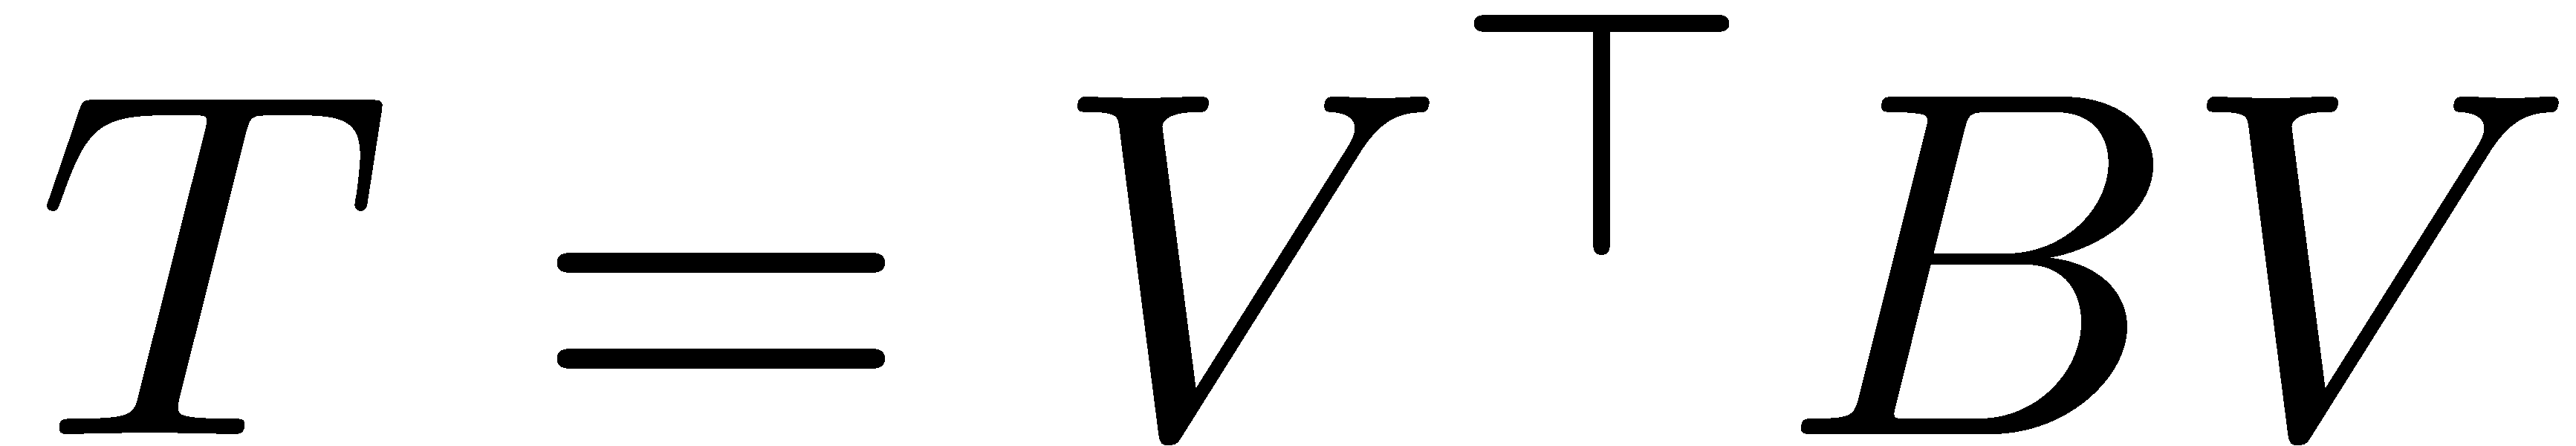 T = V⊤BV